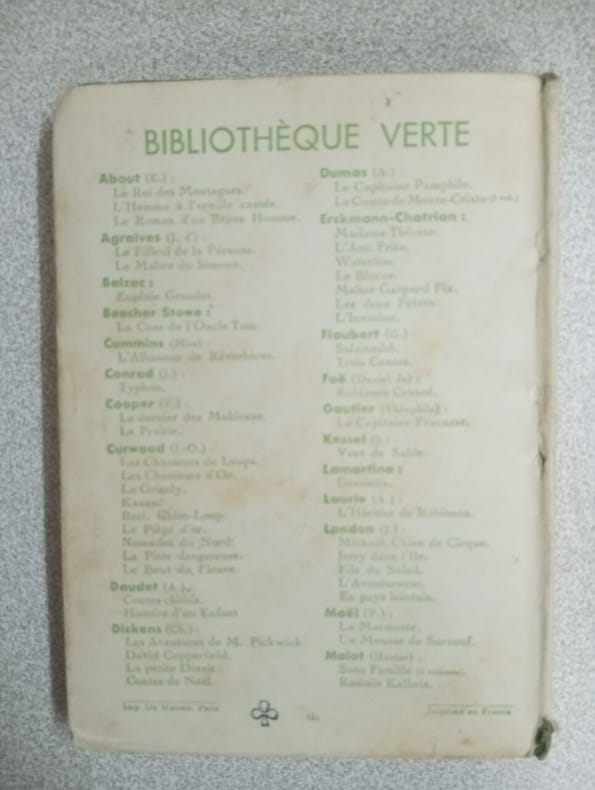 BIBLIOTHÈQUE VERTE
About (E.) :
Le Roi des Montagnes.
L'Homme à l'oreille cassée.
Le Roman d'un Brave Homme.
Agraives (J. d') :
Le Filleul de la Pérouse.
Le Maître du Simoun.
Balzac :
Eugénie Grandet.
Beecher Stowe :
La Case de l'Oncle Tom.
Cummins (Miss) :
L'Allumeur de Réverbères.
Conrad (J.) :
Typhon.
Cooper (F.) :
Le dernier des Mohicans.
La Prairie.
Curwood (J.-O.) :
Les Chasseurs de Loups.
Les Chasseurs d'Or.
Le Grizzly.
Kazan.
Bari, Chien-Loup.
Le Piège d'or.
Nomades du Nord.
La Piste dangereuse.
Le Bout du Fleuve.
Daudet (A.) :
Contes choisis.
Histoire d'un Enfant
Dickens (Ch.) :
Les Aventures de M. Pickwick.
David Copperfield.
La petite Dorrit.
Contes de Noël.
Dumas (A.) :
Le Capitaine Pamphile.
Le Comte de Monte-Cristo
Erckmann-Chatrian :
Madame Thérèse.
L'Ami Fritz.
Waterloo.
Le Blocus.
Maître Gaspard Fix.
Les deux Frères.
L'Invasion.
Flaubert (G.) :
Salammbô.
Trois Contes.
Foë (Daniel de) :
Robinson Crusoé.
Gautier (Théophile) :
Le Capitaine Fracasse.
Kessel (J.) :
Vent de Sable.
Lamartine :
Graziella.
Laurie (A.) :
L'Héritier de Robinson.
London (J.) :
Mikaël, Chien de Cirque.
Jerry dans l'Ile.
Fils du Soleil.
L'Aventureuse.
En pays lointain.
Maël (P.) :
La Marmotte.
Un Mousse de Surcouf.
Malot (Hector) :
Sans Famille
Romain Kalbris.
Imp. Paris
Imprimé en France